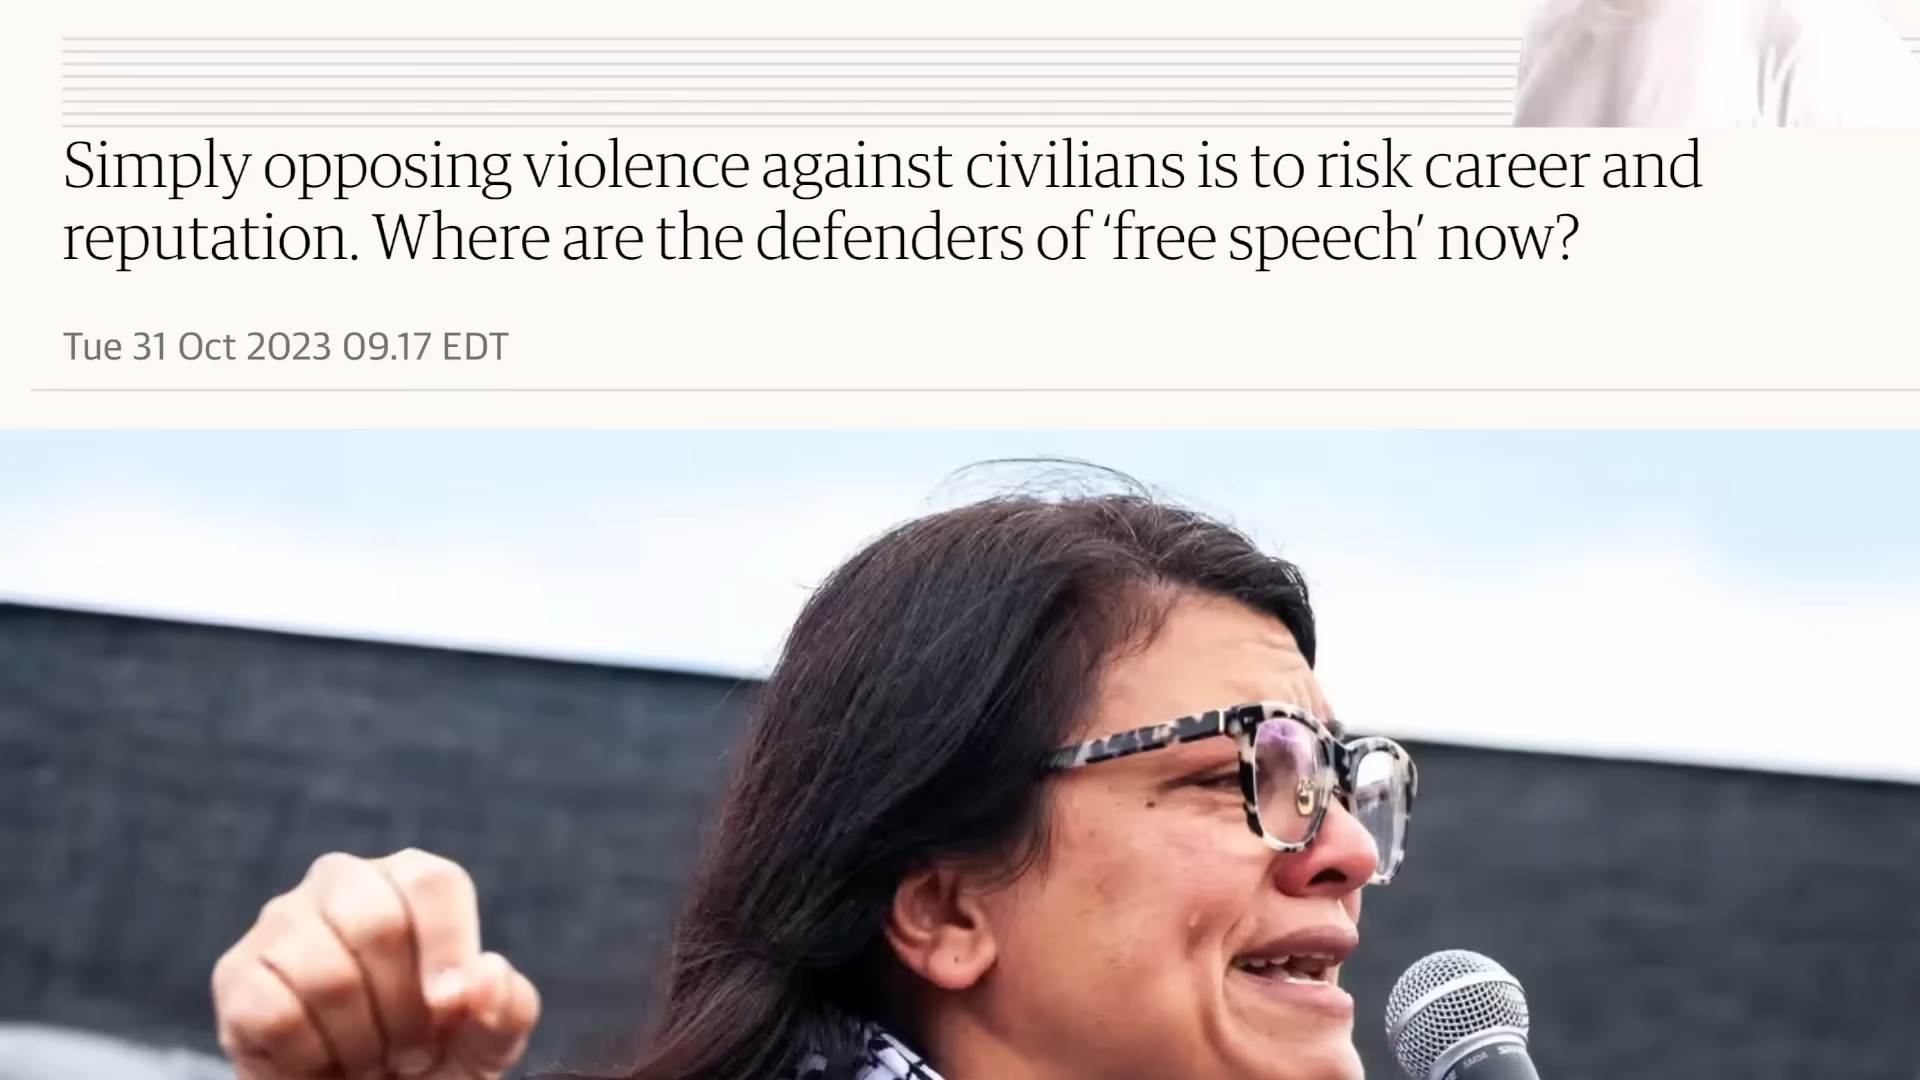 Simply opposing violence against civilians is to risk career and
reputation. Where are the defenders of ‘free speech’ now?
Tue 31 Oct 2023 09.17 EDT